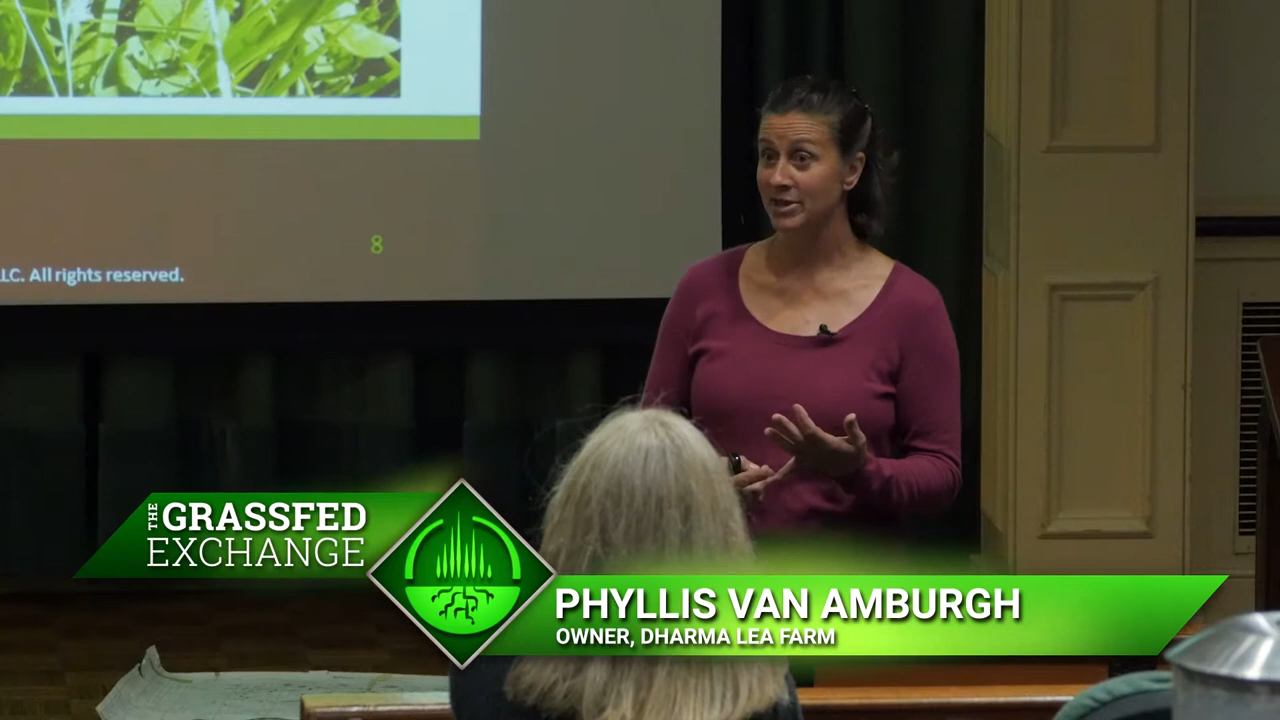 8
LC. All rights reserved.
THE GRASSFED
EXCHANGE
PHYLLIS VAN AMBURGH
OWNER, DHARMA LEA FARM